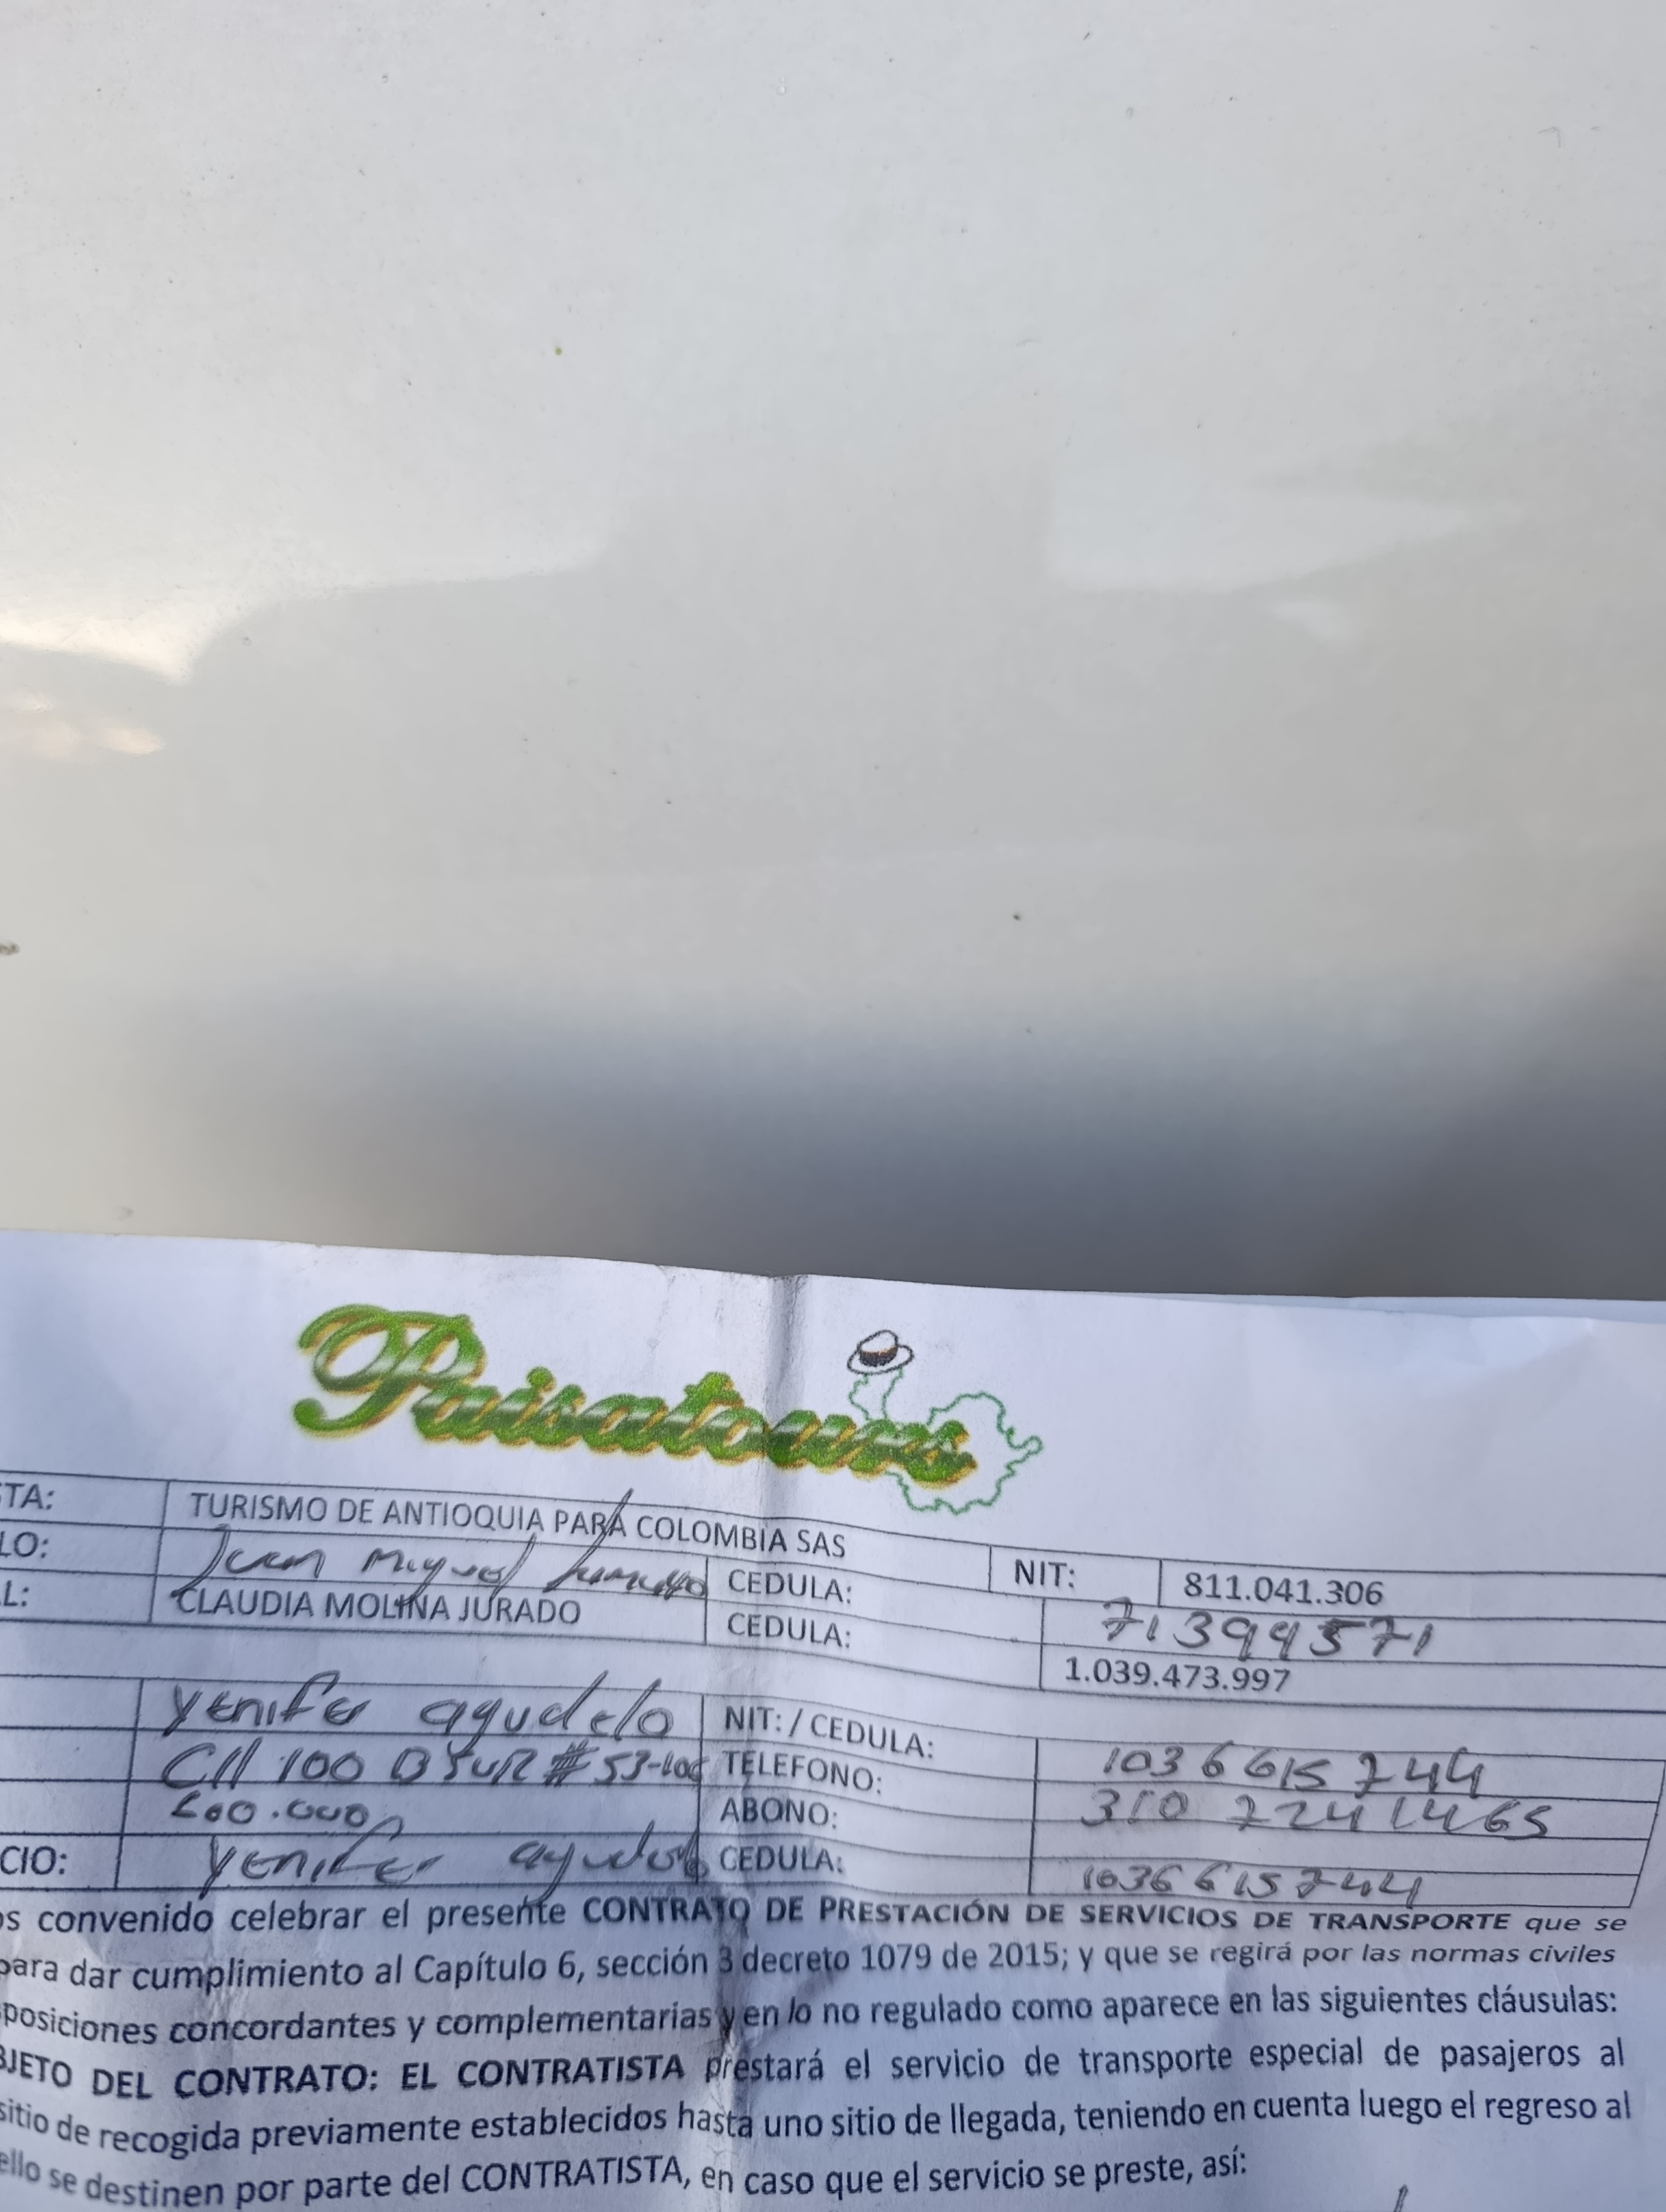 Paisatours
TA: TURISMO DE ANTIOQUIA PARA COLOMBIA SAS NIT: 811.041.306
LO: Juan Miguel CEDULA: 71399571
L: CLAUDIA MOLINA JURADO CEDULA: 1.039.473.997
Yenifer agudelo NIT: / CEDULA: 1036615744
Cll 100 B SUR # 53-106 TELEFONO: 310 7241465
200.000 ABONO:
CIO: Yenifer agudelo CEDULA: 1036615744
os convenido celebrar el presente CONTRATO DE PRESTACIÓN DE SERVICIOS DE TRANSPORTE que se
para dar cumplimiento al Capítulo 6, sección 3 decreto 1079 de 2015; y que se regirá por las normas civiles
posiciones concordantes y complementarias y en lo no regulado como aparece en las siguientes cláusulas:
BJETO DEL CONTRATO: EL CONTRATISTA prestará el servicio de transporte especial de pasajeros al
sitio de recogida previamente establecidos hasta uno sitio de llegada, teniendo en cuenta luego el regreso al
ello se destinen por parte del CONTRATISTA, en caso que el servicio se preste, así: